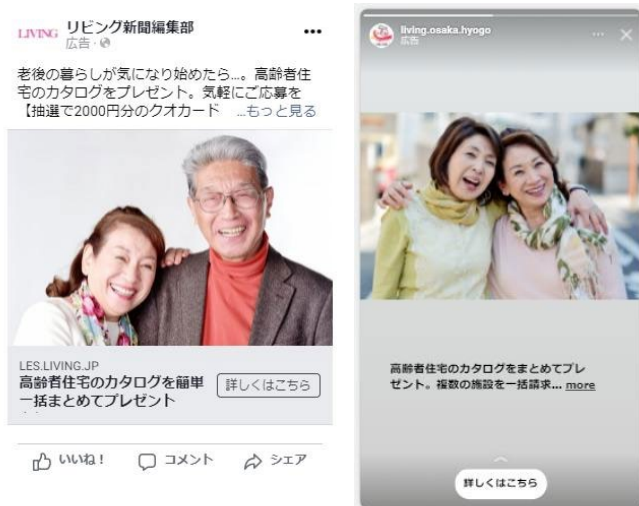 LIVING リビング新聞編集部
広告・
老後の暮らしが気になり始めたら...。高齢者住
宅のカタログをプレゼント。気軽にご応募を
【抽選で2000円分のクオカード ...もっと見る
LES.LIVING.JP
高齢者住宅のカタログを簡単
一括まとめてプレゼント
詳しくはこちら
いいね！ コメント シェア
living.osaka.hyogo
広告
高齢者住宅のカタログをまとめてプレ
ゼント。複数の施設を一括請求... more
詳しくはこちら